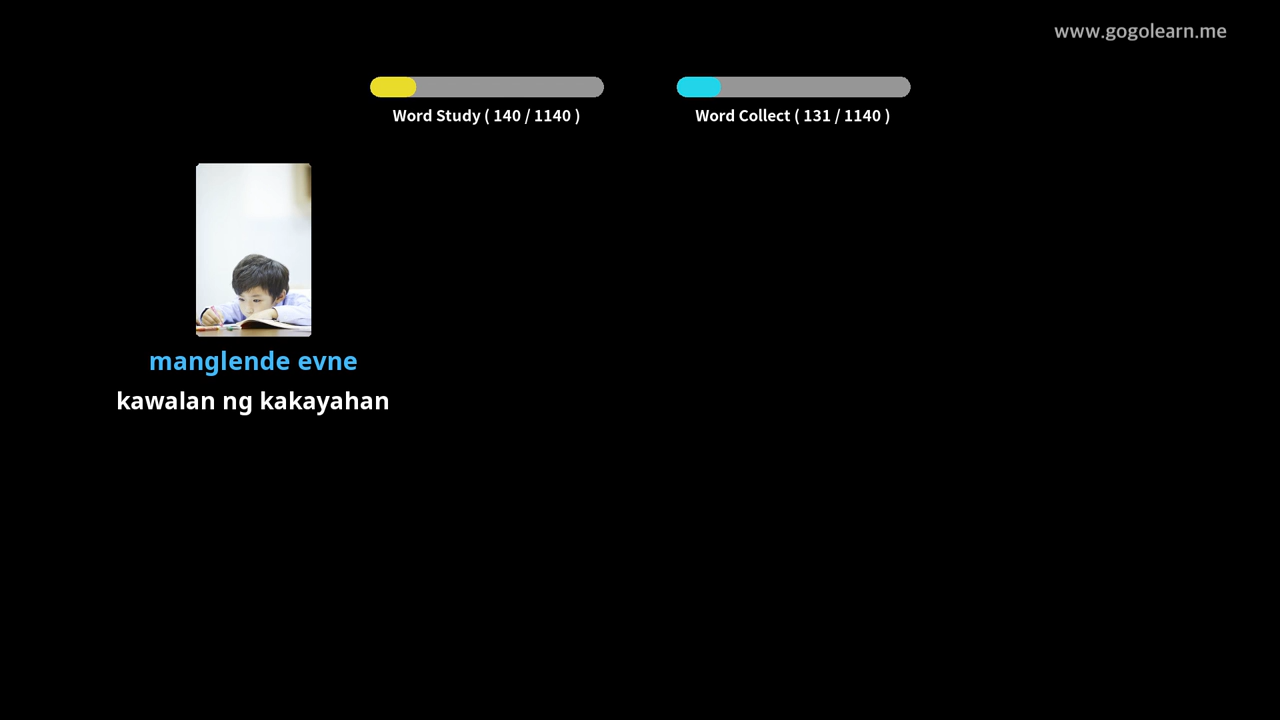 www.gogolearn.me
Word Study ( 140 / 1140 )
Word Collect ( 131 / 1140 )
manglende evne
kawalan ng kakayahan